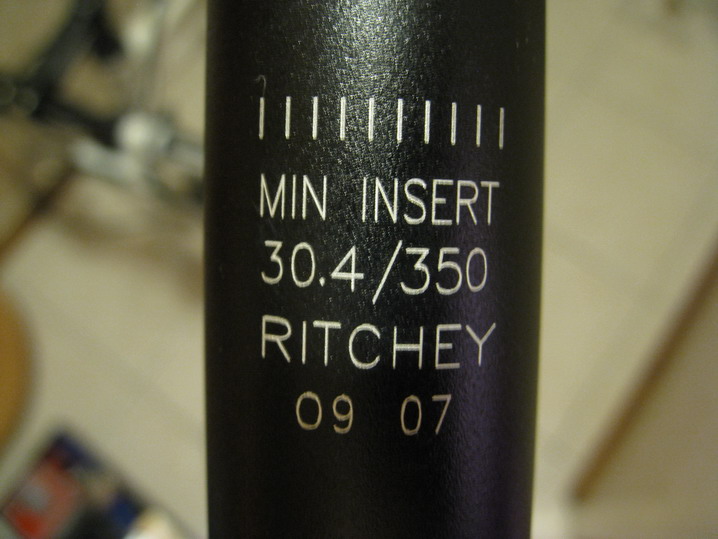 MIN INSERT
30.4/350
RITCHEY
09 07